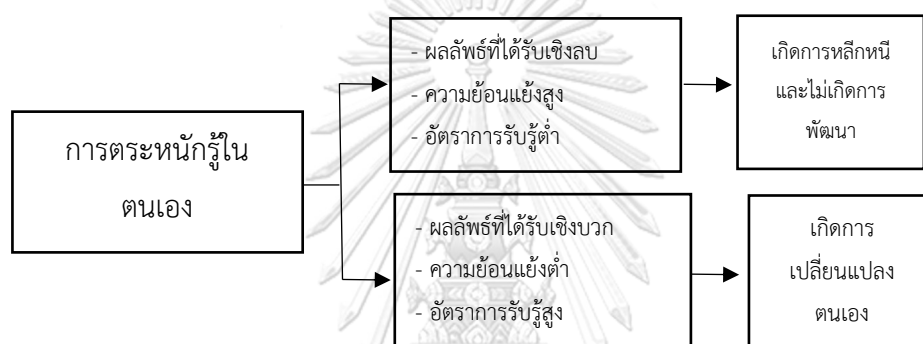 การตระหนักรู้ใน
ตนเอง
- ผลลัพธ์ที่ได้รับเชิงลบ
- ความย้อนแย้งสูง
- อัตราการรับรู้ต่ำ
เกิดการหลีกหนี
และไม่เกิดการ
พัฒนา
- ผลลัพธ์ที่ได้รับเชิงบวก
- ความย้อนแย้งต่ำ
- อัตราการรับรู้สูง
เกิดการ
เปลี่ยนแปลง
ตนเอง